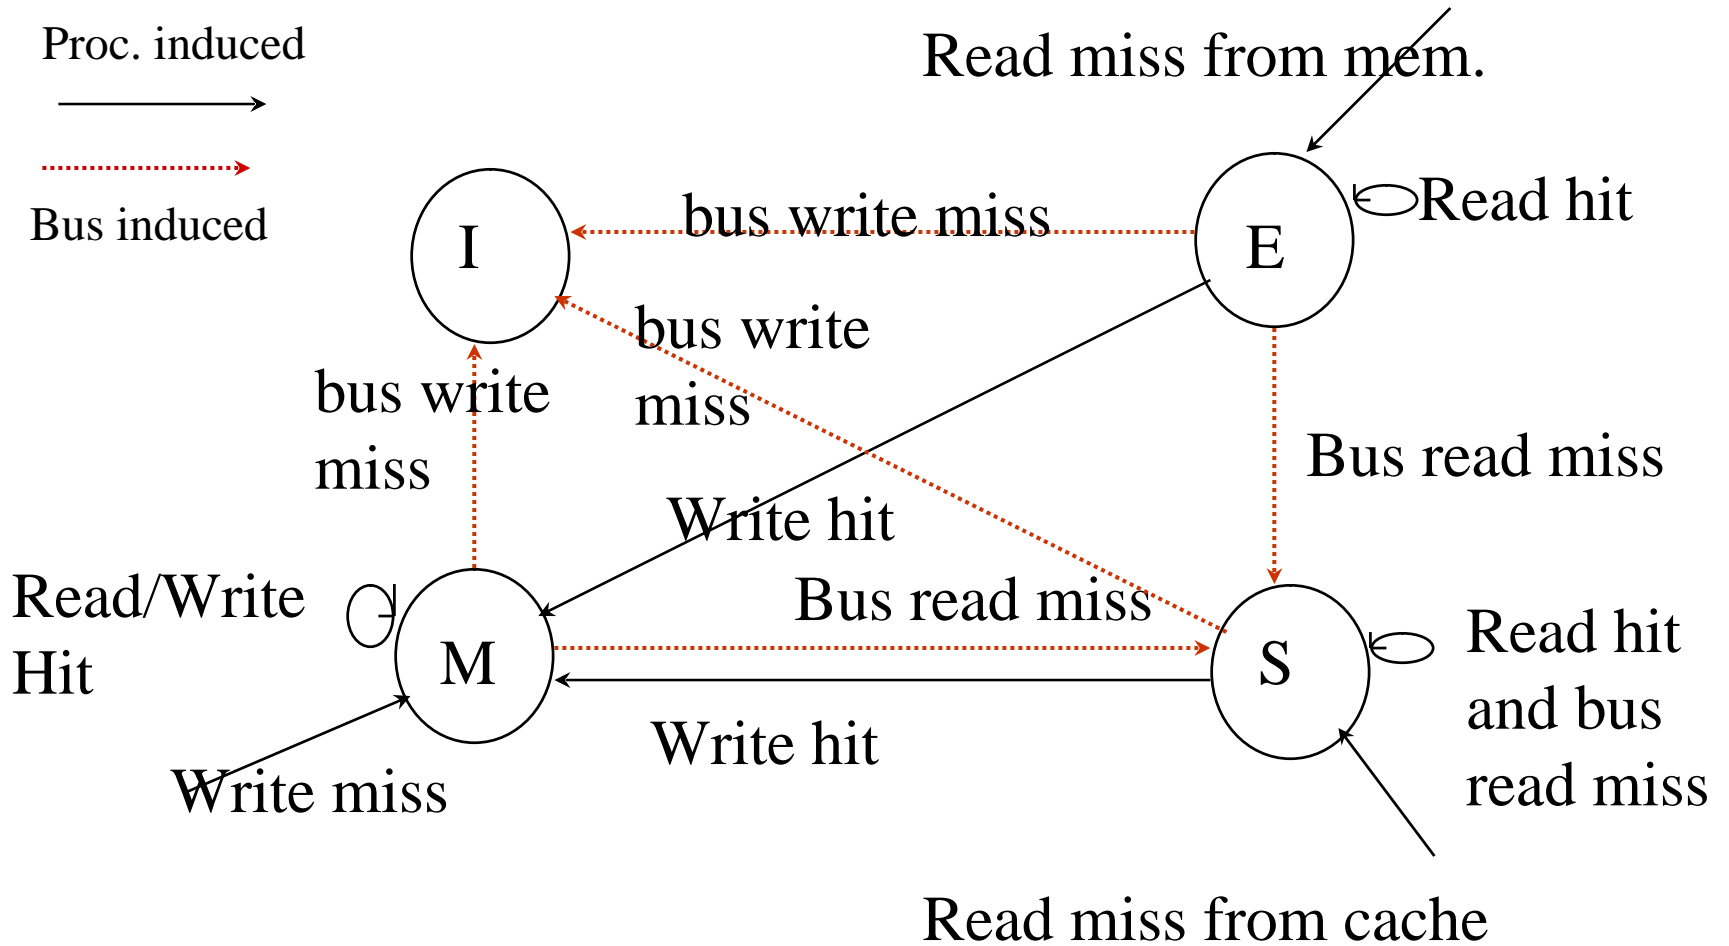 Proc. induced
Read miss from mem.
Bus induced
I
bus write miss
E
Read hit
bus write
miss
bus write
miss
Bus read miss
Write hit
Read/Write
Hit
M
Bus read miss
S
Read hit
and bus
read miss
Write hit
Write miss
Read miss from cache